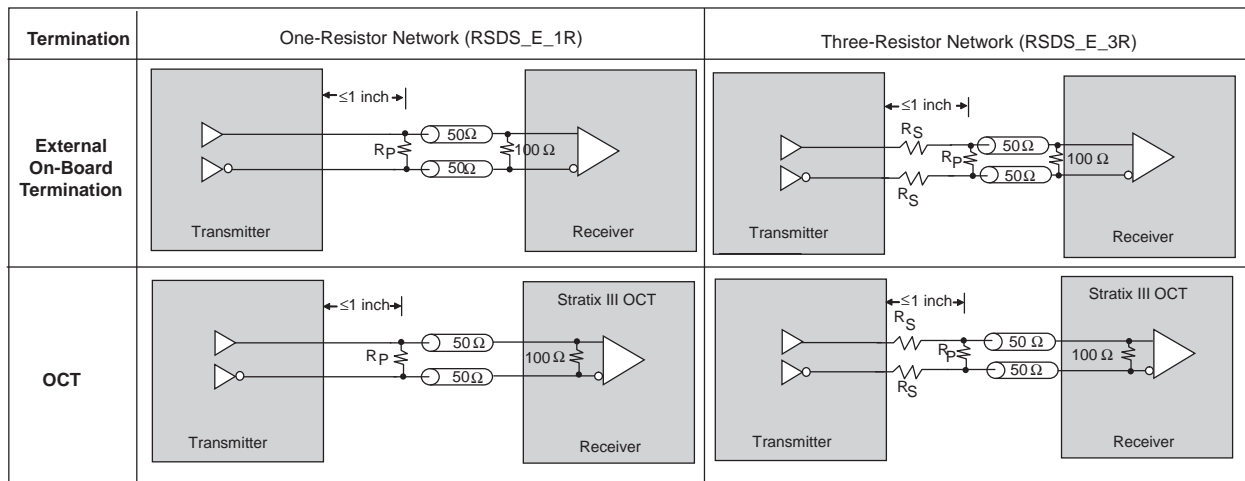 Termination
One-Resistor Network (RSDS_E_1R)
Three-Resistor Network (RSDS_E_3R)
External
On-Board
Termination
≤1 inch
50Ω
RP
100 Ω
50Ω
Transmitter
Receiver
≤1 inch
RS
50 Ω
RP
100 Ω
50 Ω
RS
Transmitter
Receiver
OCT
≤1 inch
Stratix III OCT
50 Ω
RP
100 Ω
50Ω
Transmitter
Receiver
≤1 inch
Stratix III OCT
RS
50 Ω
RP
100 Ω
50 Ω
RS
Transmitter
Receiver